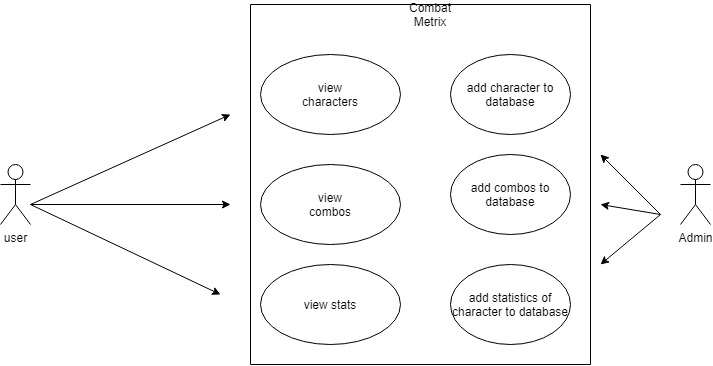 Combat
Metrix
view
characters
add character to
database
view
combos
add combos to
database
user
Admin
view stats
add statistics of
character to database